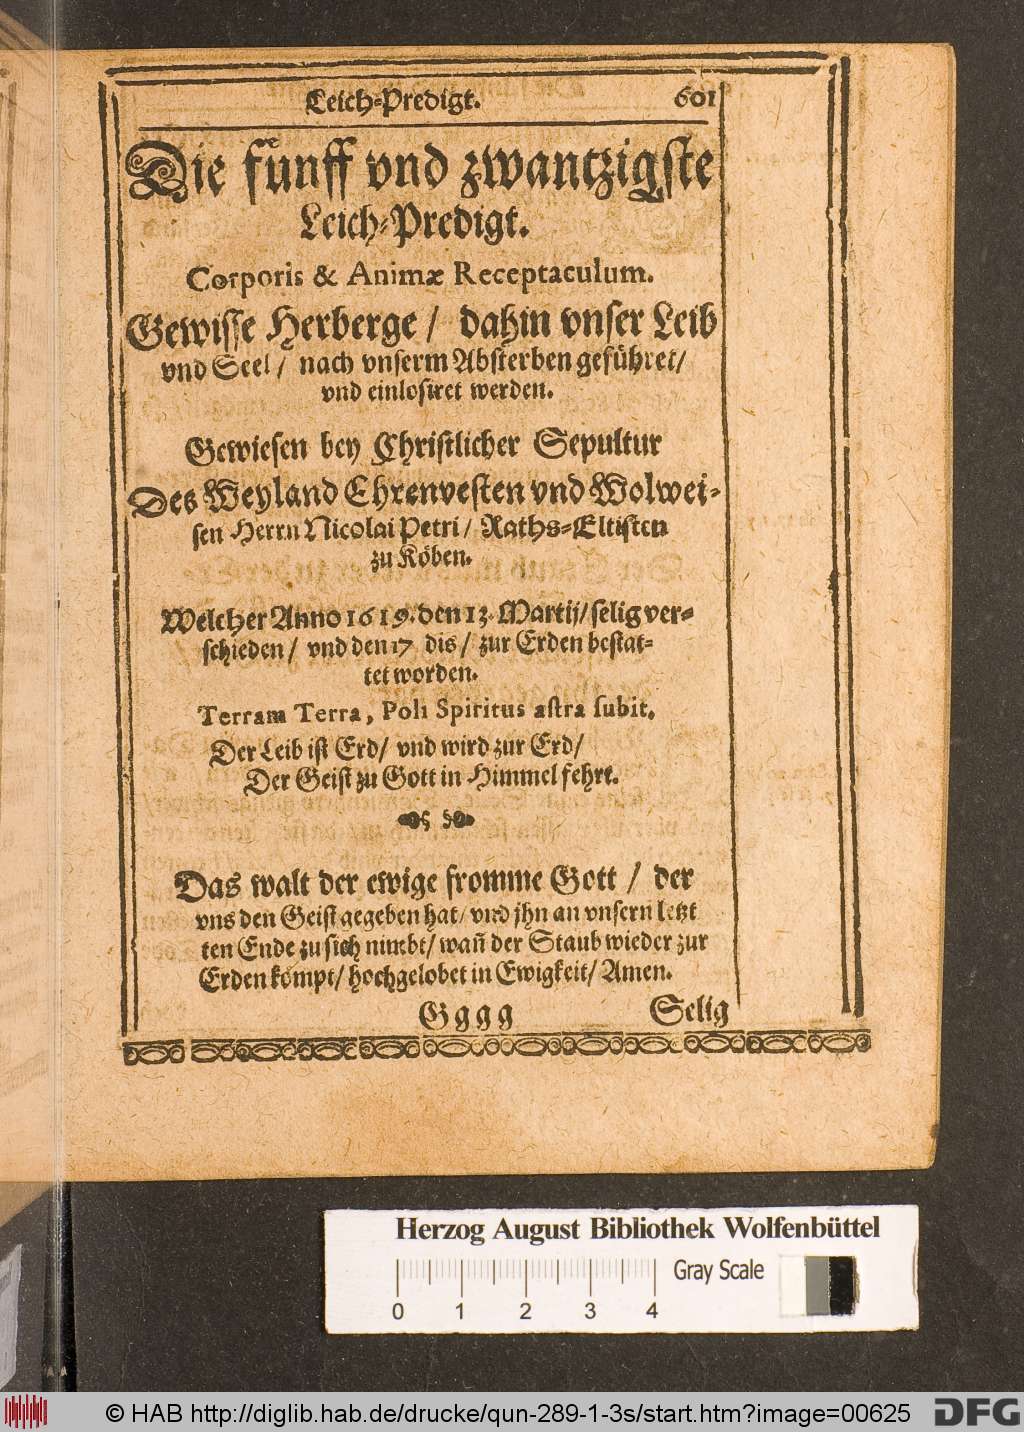 Leich-Predigt. 601
Die fünff vnd zwantzigste
Leich-Predigt.
Corporis & Animæ Receptaculum.
Gewisse Herberge / dahin vnser Leib
vnd Seel / nach vnserm Absterben geführet /
vnd einlosiret werden.
Gewiesen bey Christlicher Sepultur
Des Weyland Ehrenvesten vnd Wolwei-
sen Herrn Nicolai Petri / Raths-Eltisten
zu Köben.
Welcher Anno 1619. den 13. Martij / selig ver-
schieden / vnd den 17 dis / zur Erden bestat-
tet worden.
Terram Terra, Poli Spiritus astra subit.
Der Leib ist Erd / vnd wird zur Erd /
Der Geist zu Gott in Himmel fehrt.
Das walt der ewige fromme Gott / der
vns den Geist gegeben hat / vnd jhn an vnsern letzt
ten Ende zu sich nimbt / wañ der Staub wieder zur
Erden kömpt / hochgelobet in Ewigkeit / Amen.
Gggg Selig
Herzog August Bibliothek Wolfenbüttel
Gray Scale
0 1 2 3 4
© HAB http://diglib.hab.de/drucke/qun-289-1-3s/start.htm?image=00625 DFG